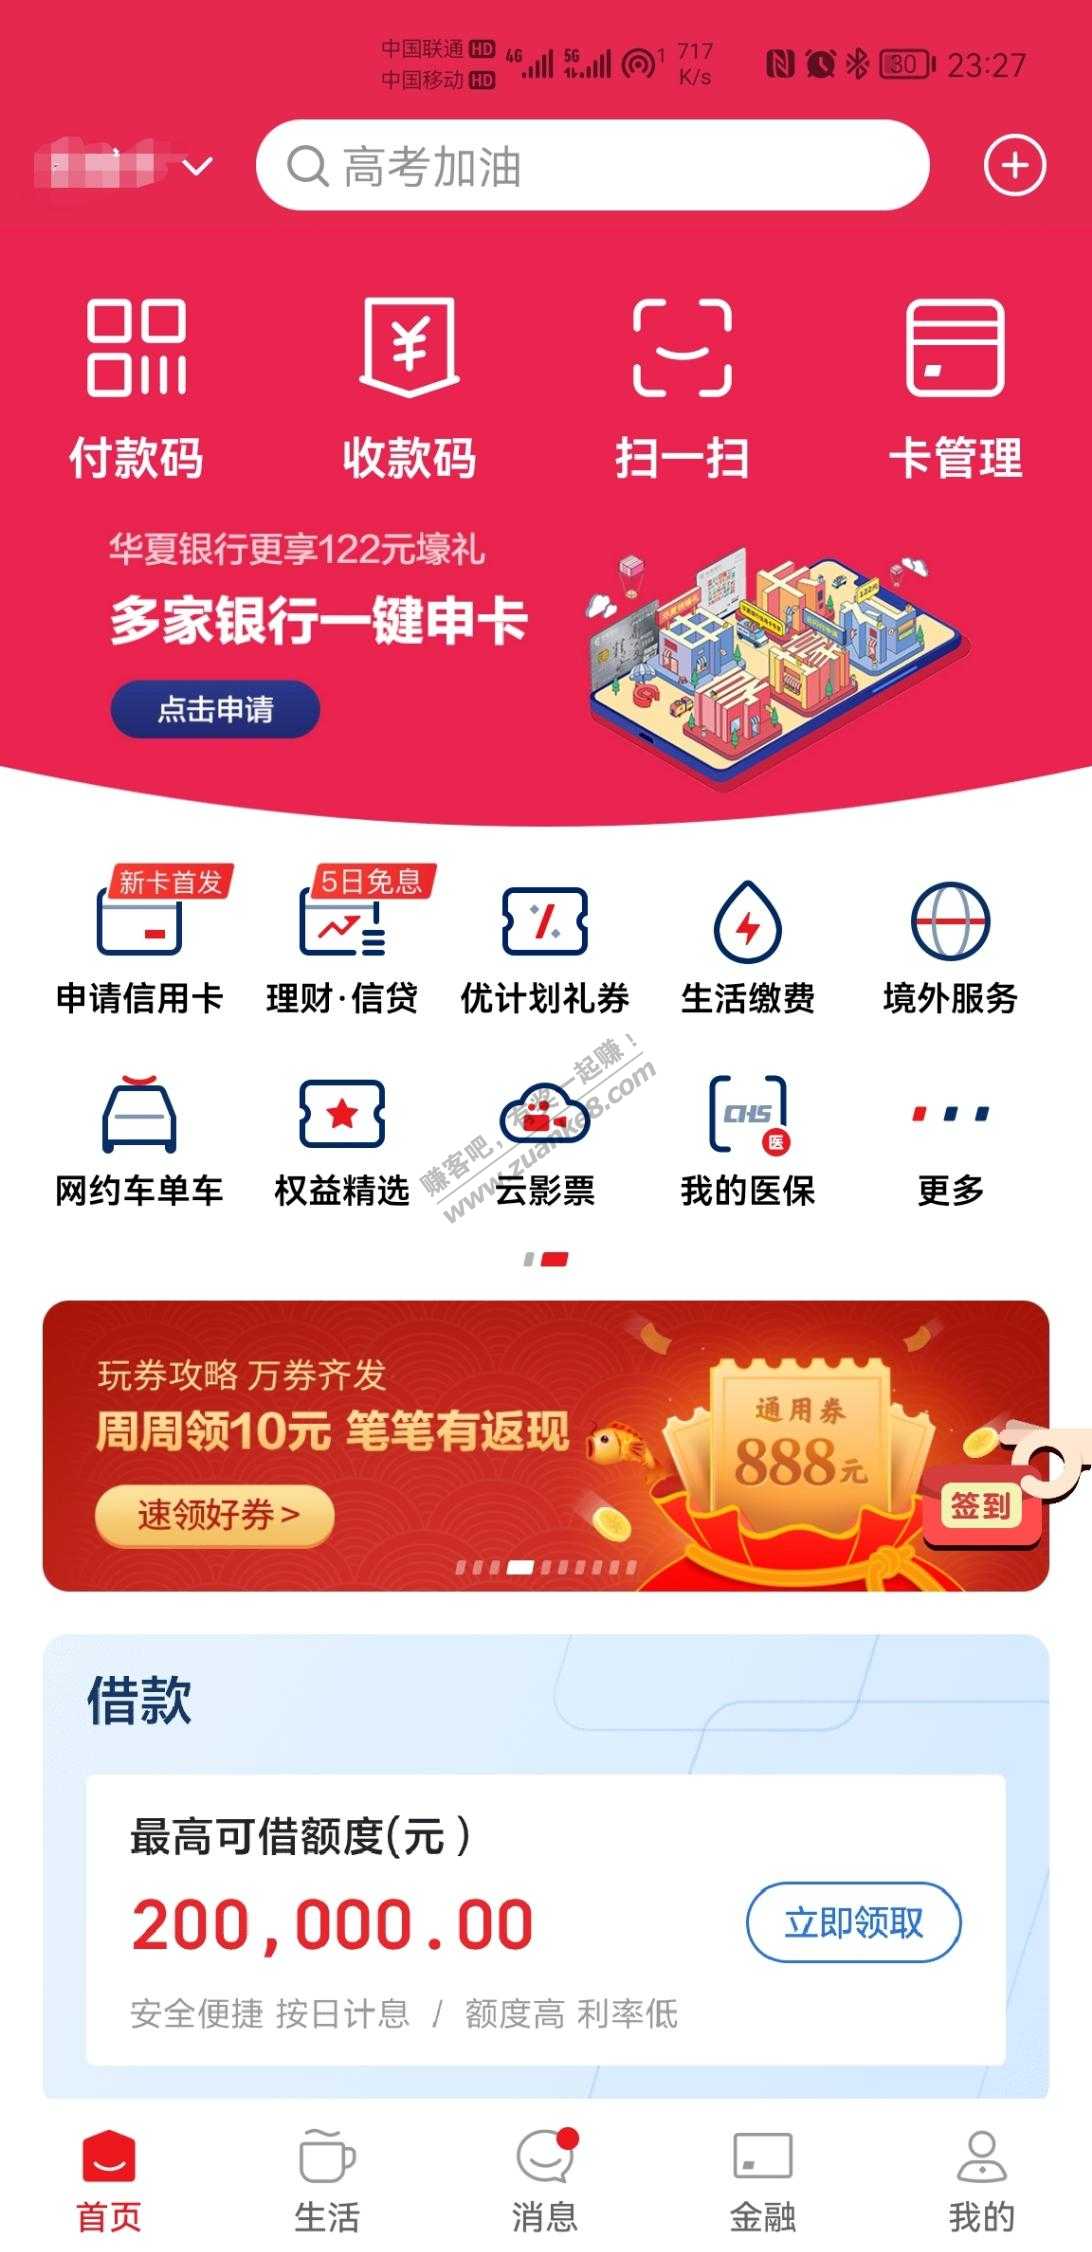 中国联通 HD 4G 5G 1 717 K/s 30 23:27
中国移动 HD
高考加油
付款码 收款码 扫一扫 卡管理
华夏银行更享122元壕礼
多家银行一键申卡
点击申请
新卡首发 5日免息
申请信用卡 理财·信贷 优计划礼券 生活缴费 境外服务
CHS 医
网约车单车 权益精选 云影票 我的医保 更多
赚客吧，有奖一起赚！
www.zuanke8.com
玩券攻略 万券齐发
周周领10元 笔笔有返现
速领好券 >
通用券
888元
签到
借款
最高可借额度(元 )
200,000.00
立即领取
安全便捷 按日计息 / 额度高 利率低
首页 生活 消息 金融 我的